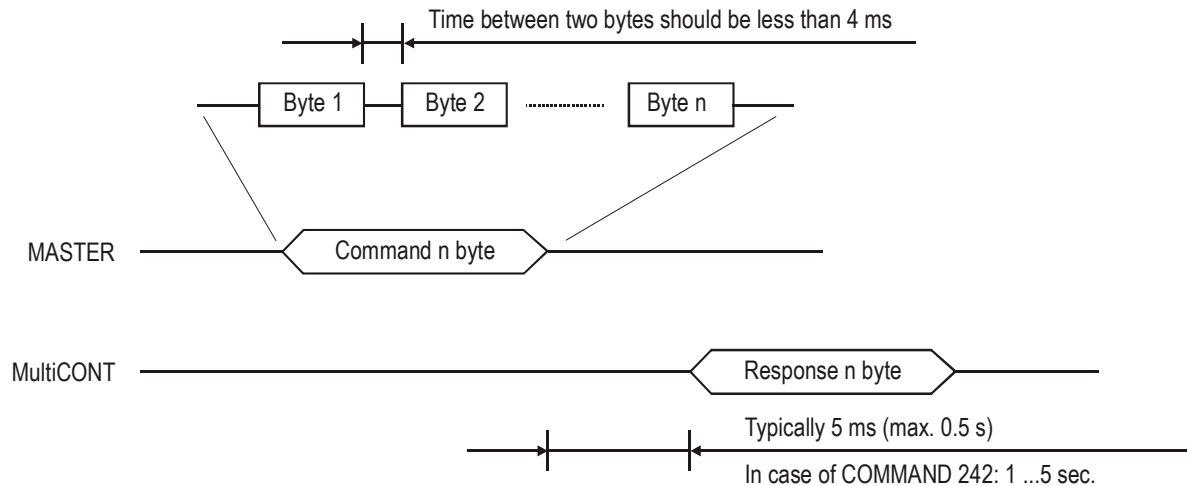 Time between two bytes should be less than 4 ms
Byte 1
Byte 2
Byte n
MASTER
Command n byte
MultiCONT
Response n byte
Typically 5 ms (max. 0.5 s)
In case of COMMAND 242: 1 ...5 sec.